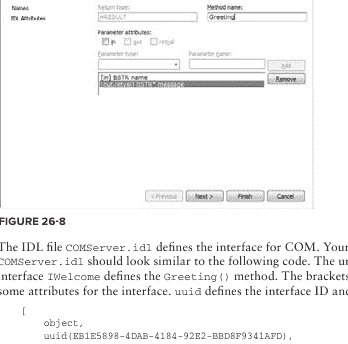 Names
Return type:
Method name:
IDL Attributes
HRESULT
Greeting
Parameter attributes:
in out retval
Parameter type:
Parameter name:
Add
[in] BSTR name
Remove
[out,retval] BSTR* message
< Previous Next > Finish Cancel
FIGURE 26-8
The IDL file COMServer.idl defines the interface for COM. Your
COMServer.idl should look similar to the following code. The un
interface IWelcome defines the Greeting() method. The brackets
some attributes for the interface. uuid defines the interface ID and
[
object,
uuid(EB1E5898-4DAB-4184-92E2-BBD8F9341AFD),